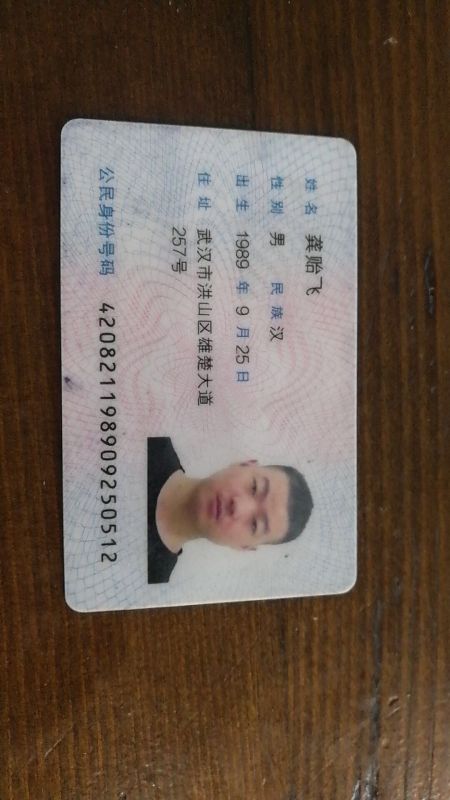 姓名 龚贻飞
性别 男 民族 汉
出生 1989 年 9 月 25 日
住址 武汉市洪山区雄楚大道
257号
公民身份号码 420821198909250512